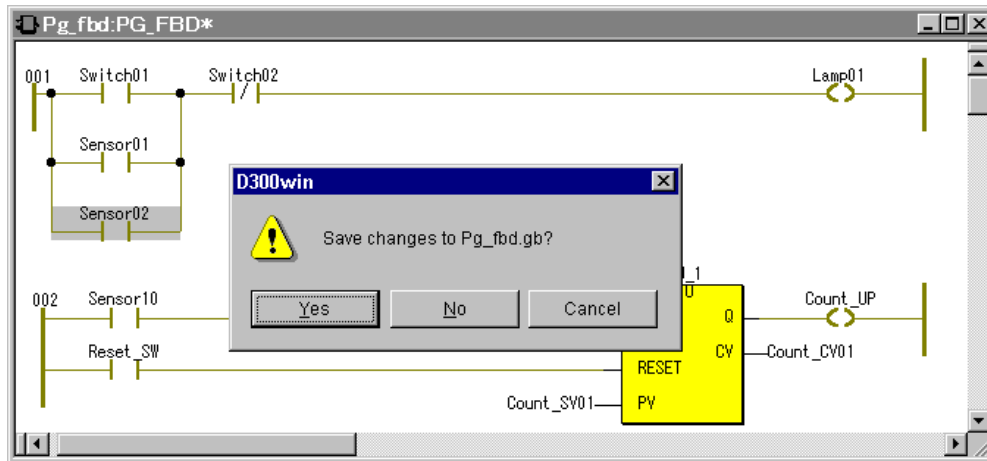 Pg_fbd:PG_FBD*
001 Switch01 Switch02 Lamp01
Sensor01
Sensor02
D300win
Save changes to Pg_fbd.gb?
Yes No Cancel
002 Sensor10 Count_UP
Q
Reset_SW CV Count_CV01
RESET
Count_SV01 PV